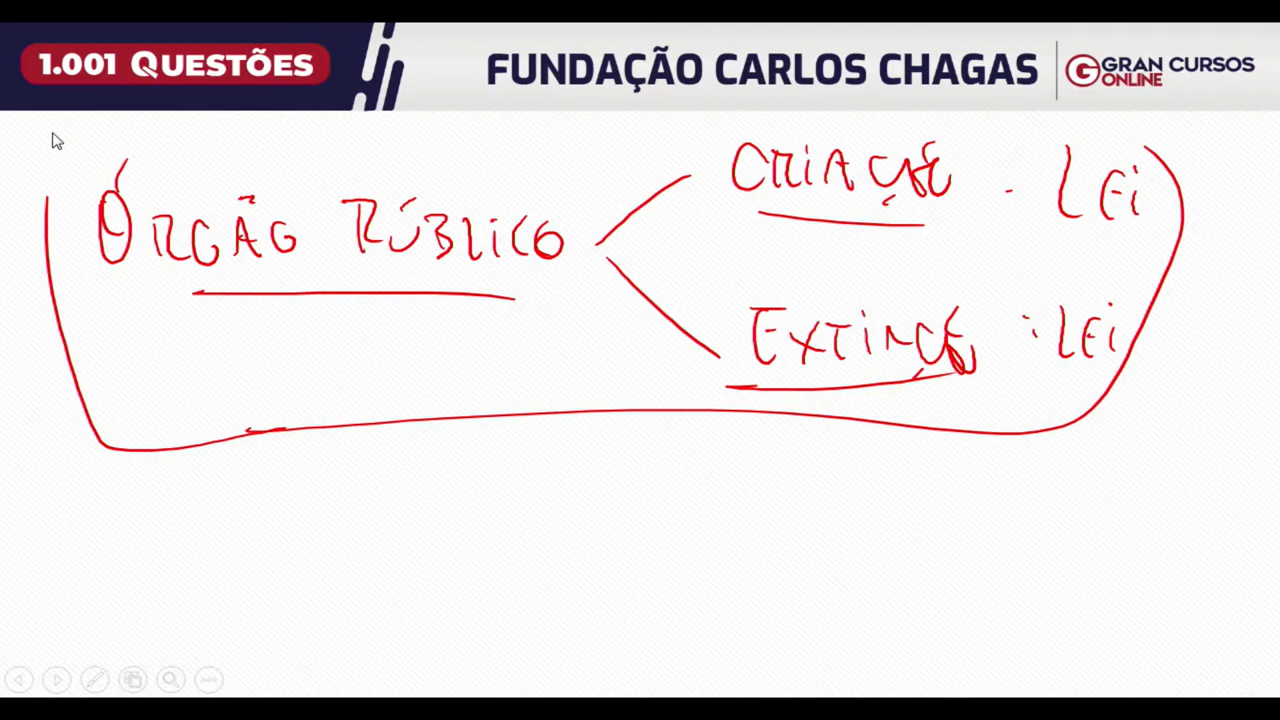 1.001 QUESTÕES
FUNDAÇÃO CARLOS CHAGAS
GRAN CURSOS
ONLINE
ÓRGÃO PÚBLICO
CRIAÇÃO : LEI
EXTINÇÃO : LEI